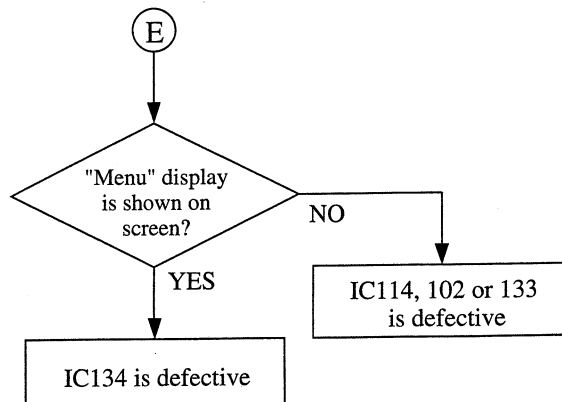 E
"Menu" display
is shown on
screen?
NO
YES
IC114, 102 or 133
is defective
IC134 is defective